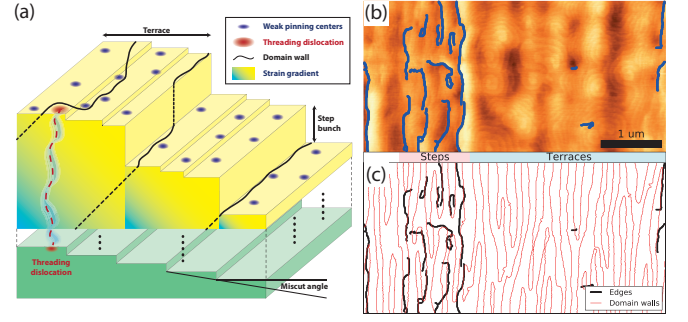 (a)
Terrace
Weak pinning centers
Threading dislocation
Domain wall
Strain gradient
Step
bunch
Threading
dislocation
Miscut angle
(b)
1 um
Steps
Terraces
(c)
Edges
Domain walls